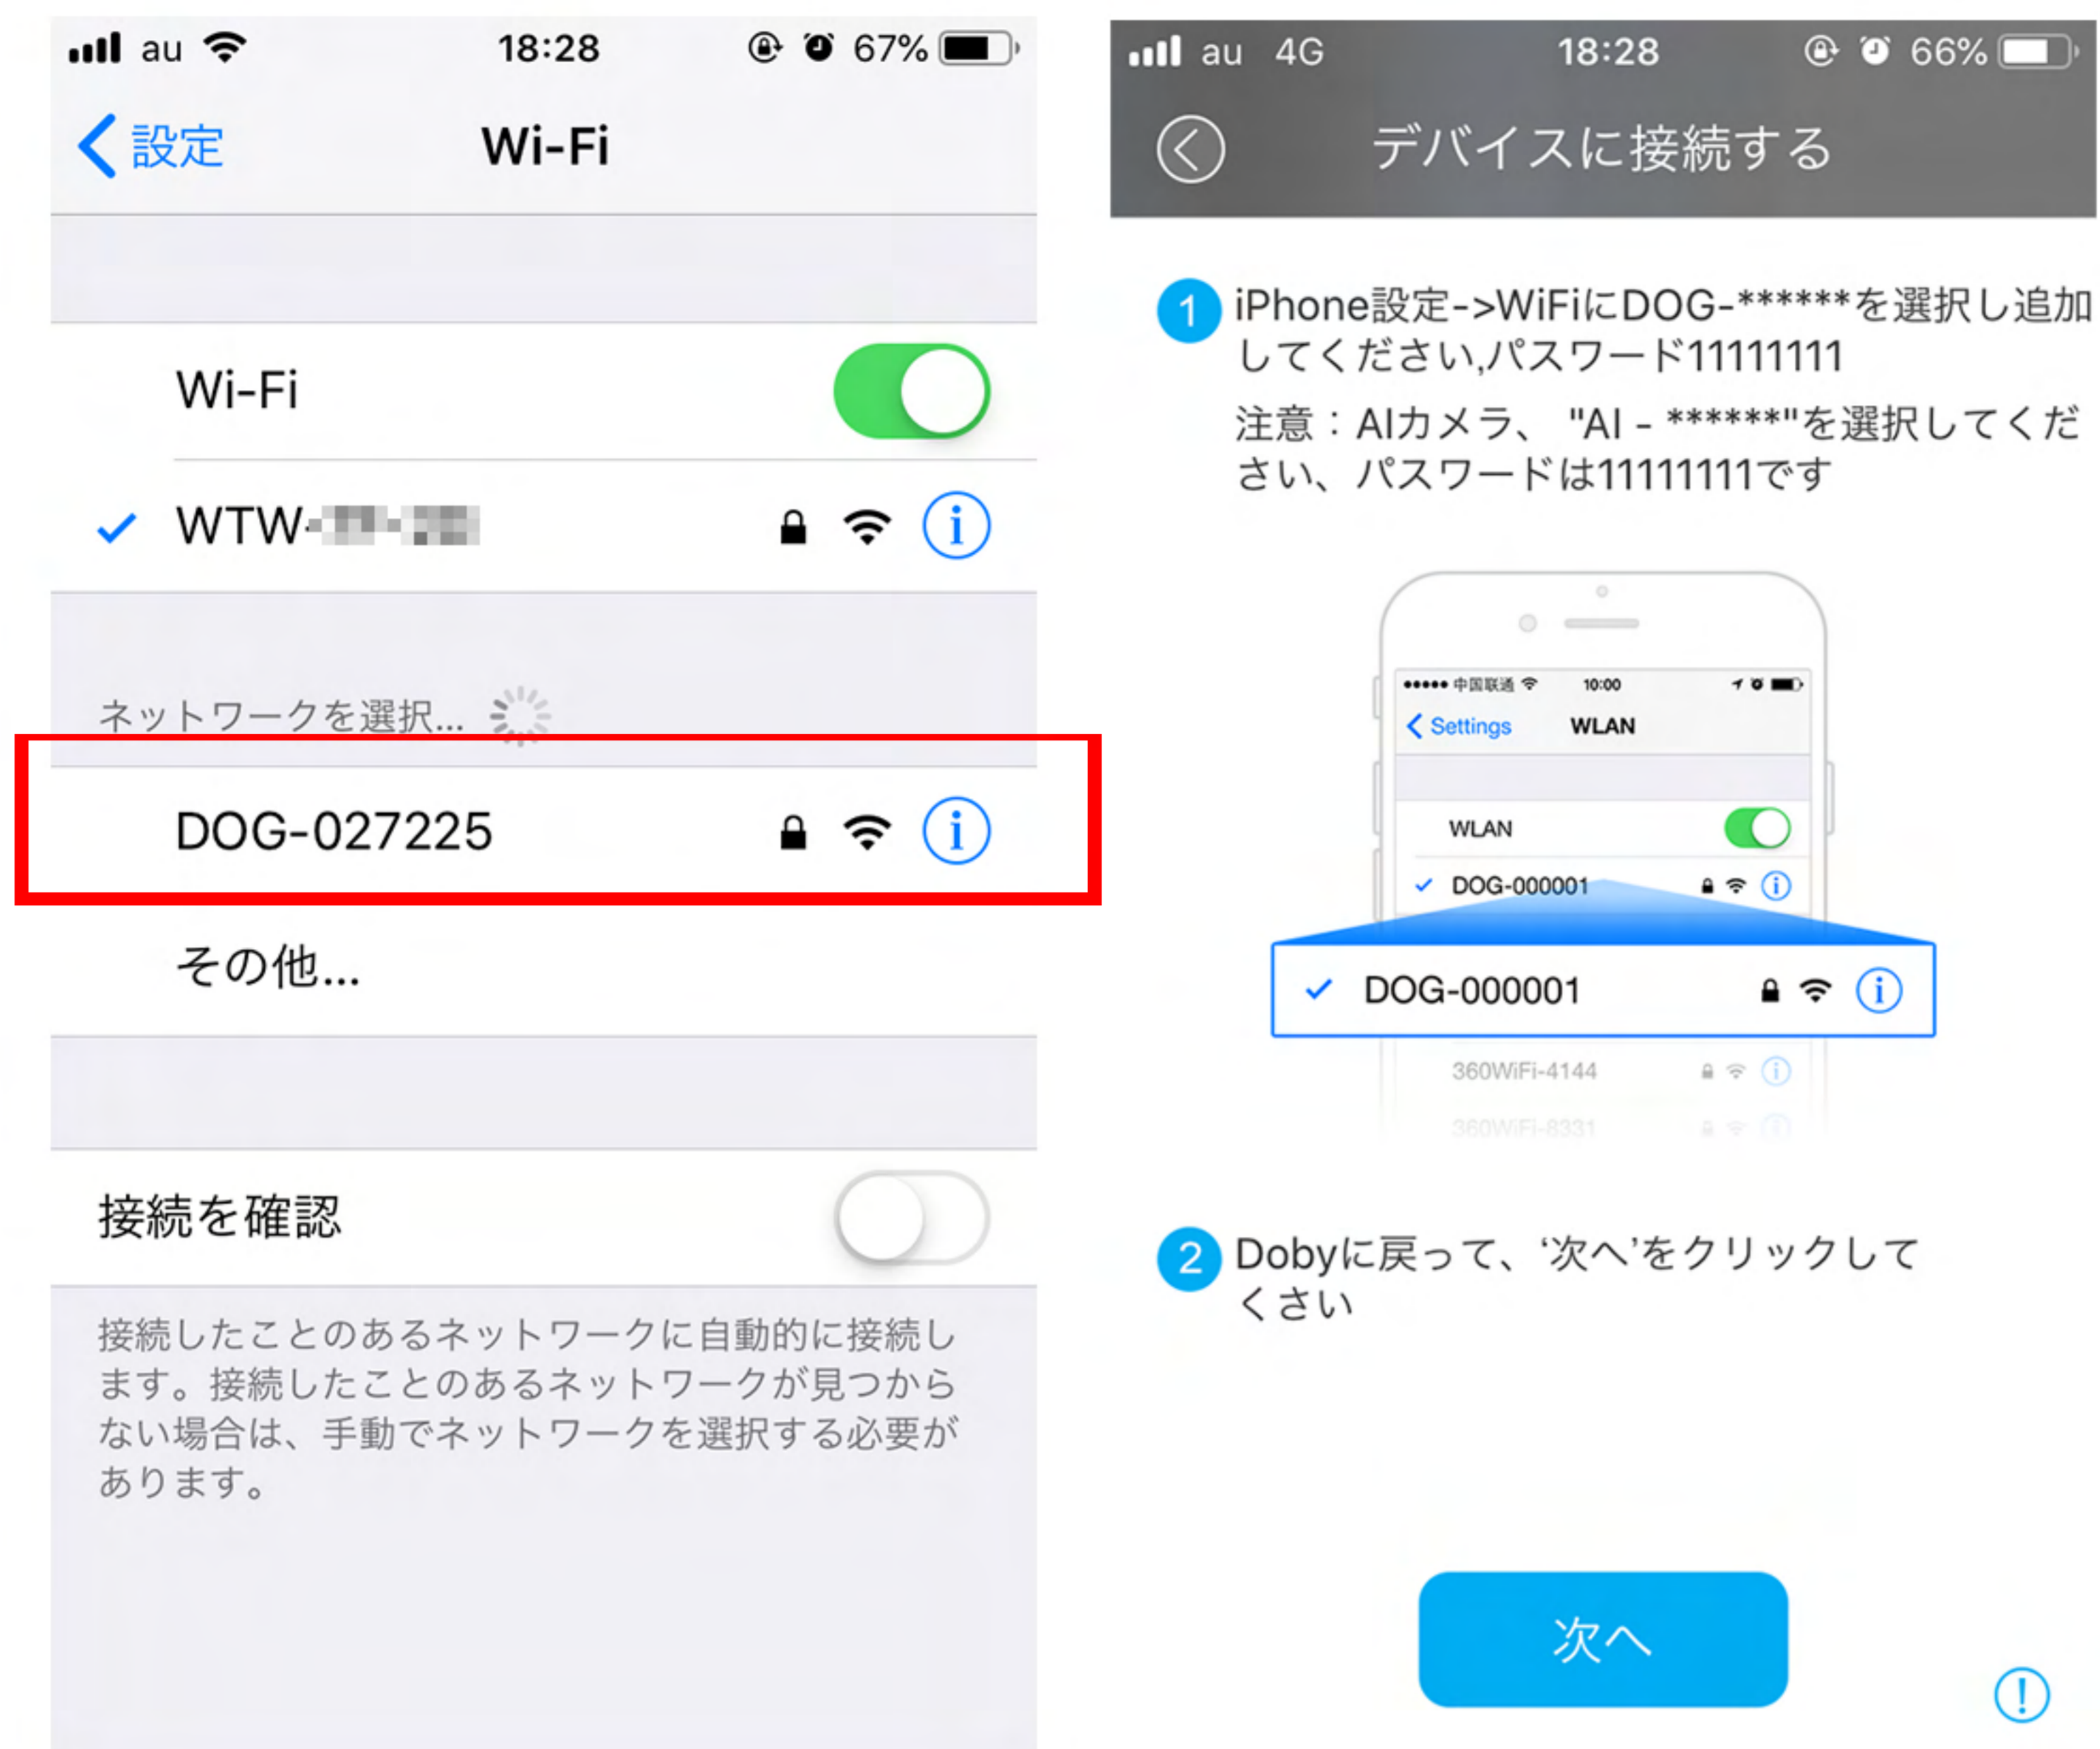 au 18:28 67%
設定 Wi-Fi
Wi-Fi
WTW-
ネットワークを選択...
DOG-027225
その他...
接続を確認
接続したことのあるネットワークに自動的に接続し
ます。接続したことのあるネットワークが見つから
ない場合は、手動でネットワークを選択する必要が
あります。
au 4G 18:28 66%
デバイスに接続する
1 iPhone設定->WiFiにDOG-******を選択し追加
してください,パスワード11111111
注意：AIカメラ、 "AI - ******"を選択してくだ
さい、パスワードは11111111です
中国联通 10:00
Settings WLAN
WLAN
DOG-000001
DOG-000001
360WiFi-4144
360WiFi-8331
2 Dobyに戻って、‘次へ’をクリックして
くさい
次へ